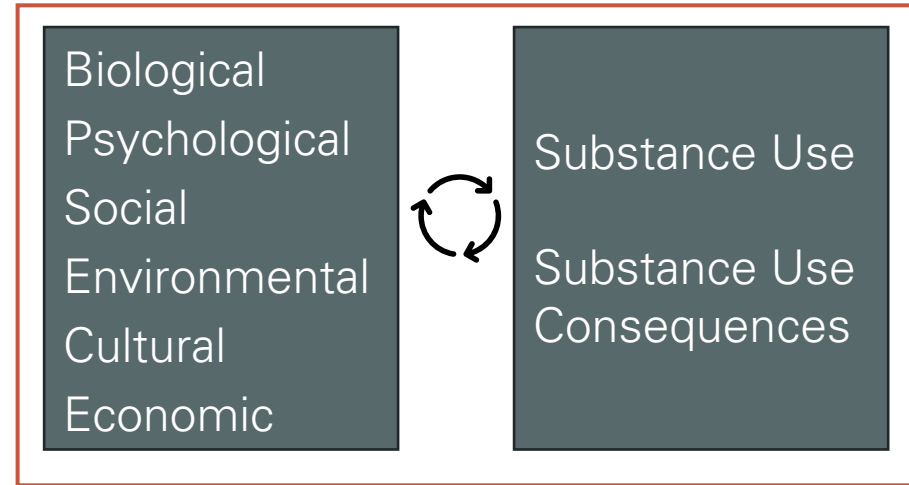 Biological
Psychological
Social
Environmental
Cultural
Economic
Substance Use
Substance Use
Consequences